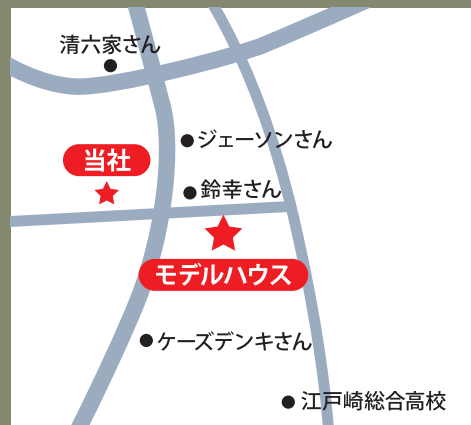 清六家さん
ジェーソンさん
当社
鈴幸さん
モデルハウス
ケーズデンキさん
江戸崎総合高校